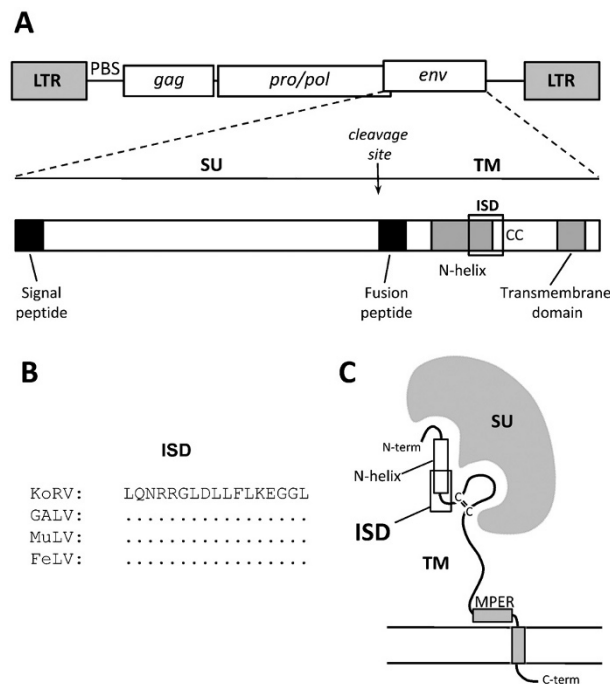 A
LTR PBS gag pro/pol env LTR
cleavage
site
SU TM
ISD
CC
N-helix
Signal
peptide
Fusion
peptide
Transmembrane
domain
B
ISD
KoRV: LQNRRGLDLLFLKEGGL
GALV: .................
MuLV: .................
FeLV: .................
C
SU
N-term
N-helix
C
C
ISD
TM
MPER
C-term